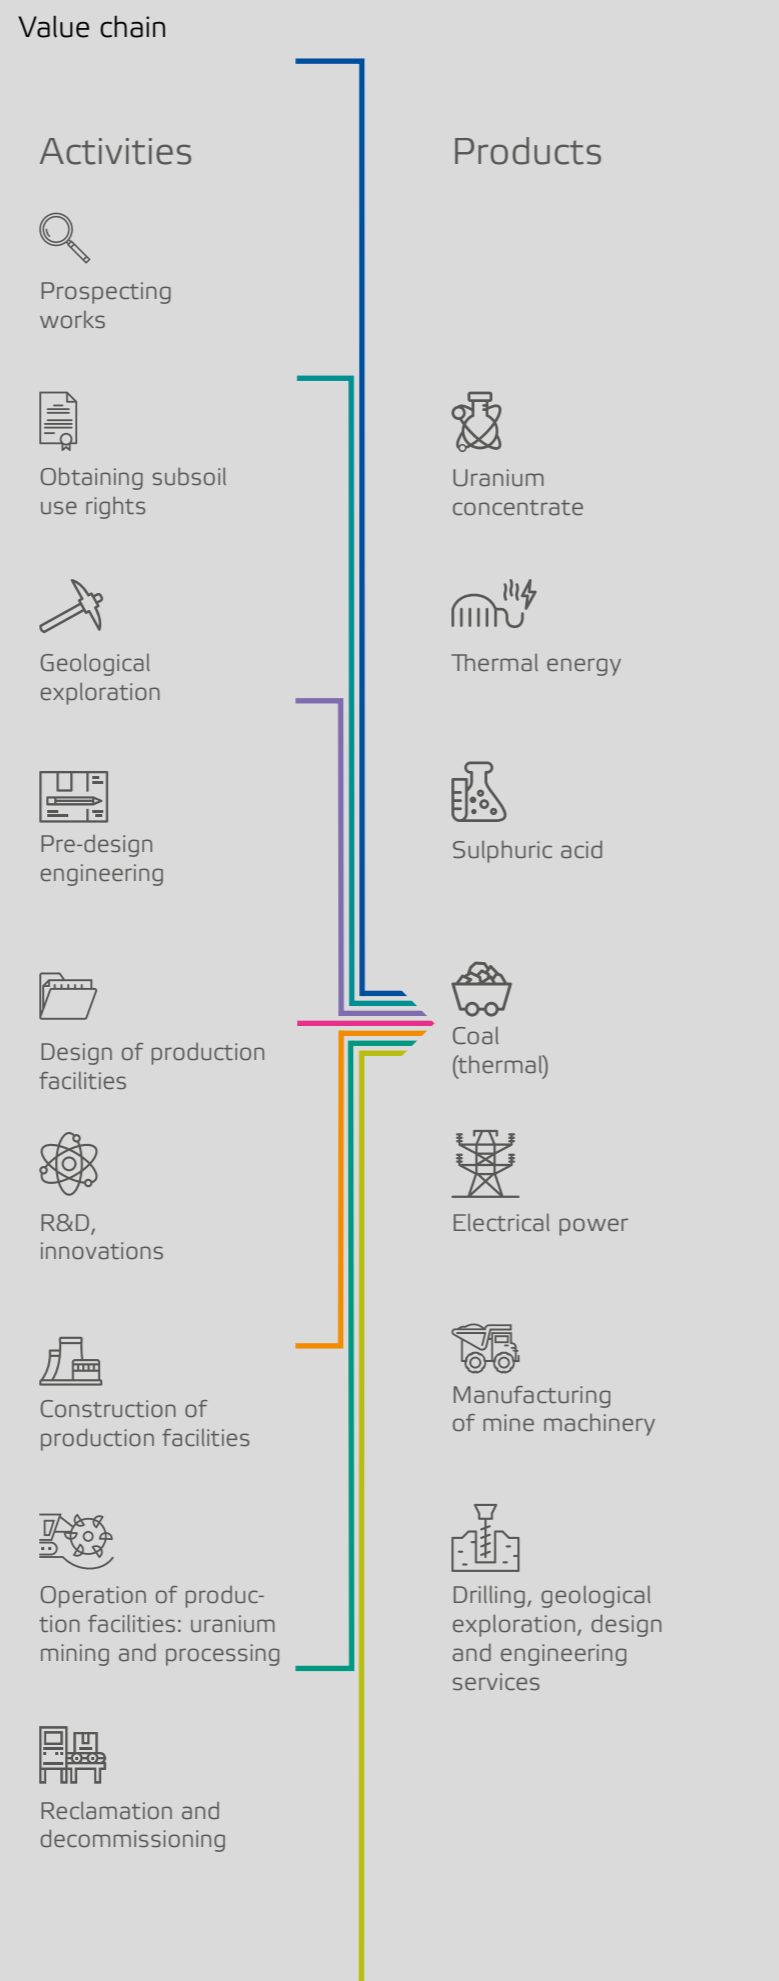 Value chain
Activities
Prospecting
works
Obtaining subsoil
use rights
Geological
exploration
Pre-design
engineering
Design of production
facilities
R&D,
innovations
Construction of
production facilities
Operation of produc-
tion facilities: uranium
mining and processing
Reclamation and
decommissioning
Products
Uranium
concentrate
Thermal energy
Sulphuric acid
Coal
(thermal)
Electrical power
Manufacturing
of mine machinery
Drilling, geological
exploration, design
and engineering
services